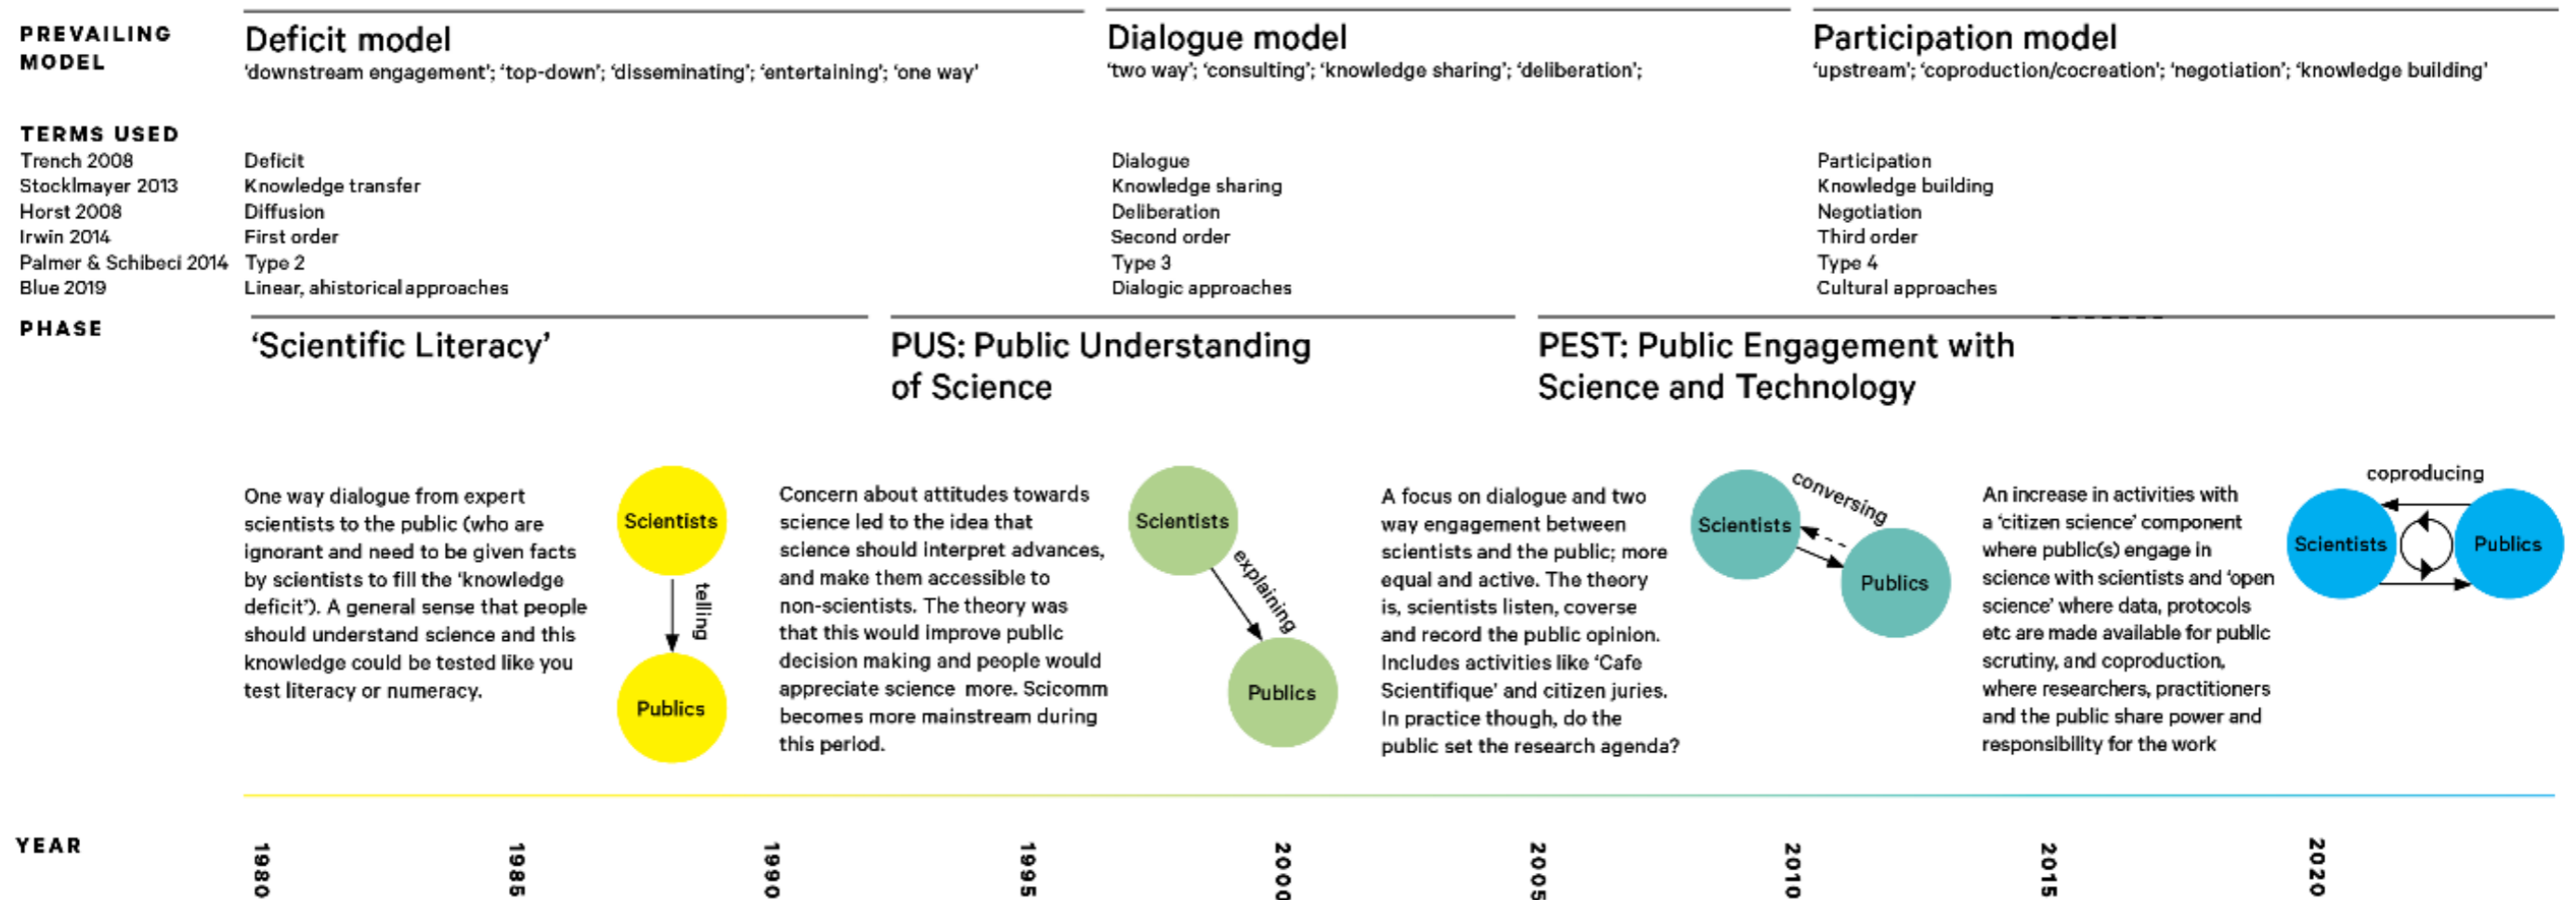 PREVAILING
MODEL
Deficit model
‘downstream engagement’; ‘top-down’; ‘disseminating’; ‘entertaining’; ‘one way’
Dialogue model
‘two way’; ‘consulting’; ‘knowledge sharing’; ‘deliberation’;
Participation model
‘upstream’; ‘coproduction/cocreation’; ‘negotiation’; ‘knowledge building’
TERMS USED
Trench 2008 Deficit Dialogue Participation
Stocklmayer 2013 Knowledge transfer Knowledge sharing Knowledge building
Horst 2008 Diffusion Deliberation Negotiation
Irwin 2014 First order Second order Third order
Palmer & Schibeci 2014 Type 2 Type 3 Type 4
Blue 2019 Linear, ahistorical approaches Dialogic approaches Cultural approaches
PHASE
‘Scientific Literacy’
PUS: Public Understanding
of Science
PEST: Public Engagement with
Science and Technology
One way dialogue from expert
scientists to the public (who are
ignorant and need to be given facts
by scientists to fill the ‘knowledge
deficit’). A general sense that people
should understand science and this
knowledge could be tested like you
test literacy or numeracy.
Scientists
telling
Publics
Concern about attitudes towards
science led to the idea that
science should interpret advances,
and make them accessible to
non-scientists. The theory was
that this would improve public
decision making and people would
appreciate science more. Scicomm
becomes more mainstream during
this period.
Scientists
explaining
Publics
A focus on dialogue and two
way engagement between
scientists and the public; more
equal and active. The theory
is, scientists listen, coverse
and record the public opinion.
Includes activities like ‘Cafe
Scientifique’ and citizen juries.
In practice though, do the
public set the research agenda?
Scientists
conversing
Publics
An increase in activities with
a ‘citizen science’ component
where public(s) engage in
science with scientists and ‘open
science’ where data, protocols
etc are made available for public
scrutiny, and coproduction,
where researchers, practitioners
and the public share power and
responsibility for the work
coproducing
Scientists
Publics
YEAR
1980
1985
1990
1995
2000
2005
2010
2015
2020